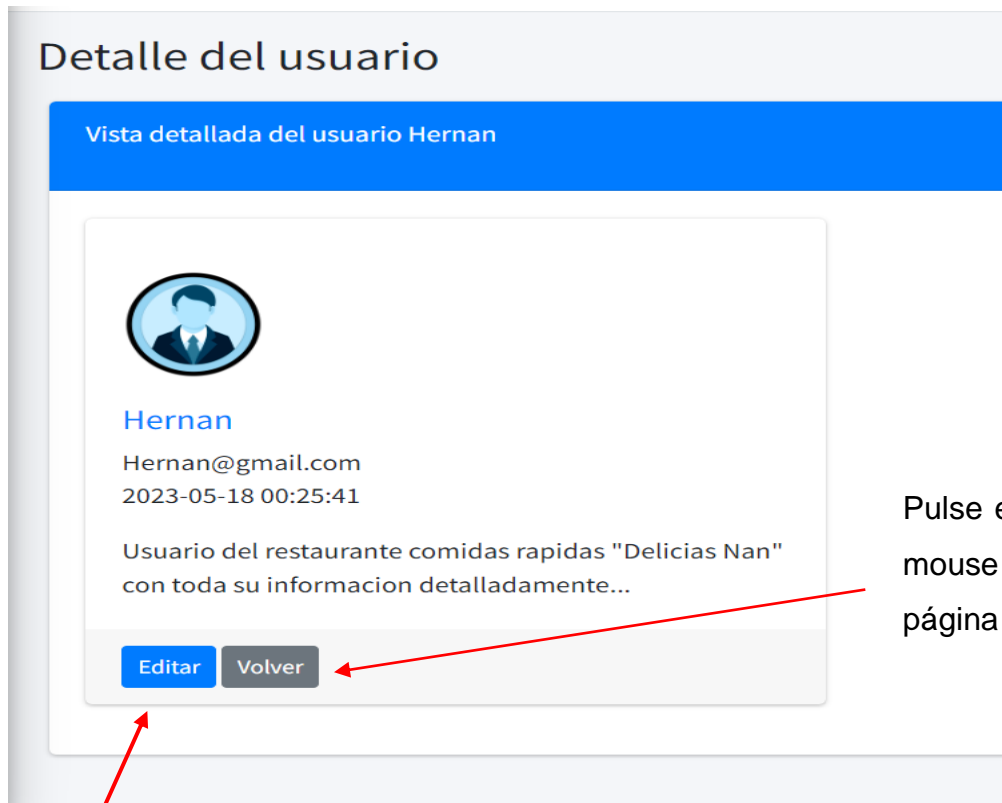 Detalle del usuario
Vista detallada del usuario Hernan
Hernan
Hernan@gmail.com
2023-05-18 00:25:41
Usuario del restaurante comidas rapidas "Delicias Nan"
con toda su informacion detalladamente...
Editar
Volver
Pulse
mouse
página